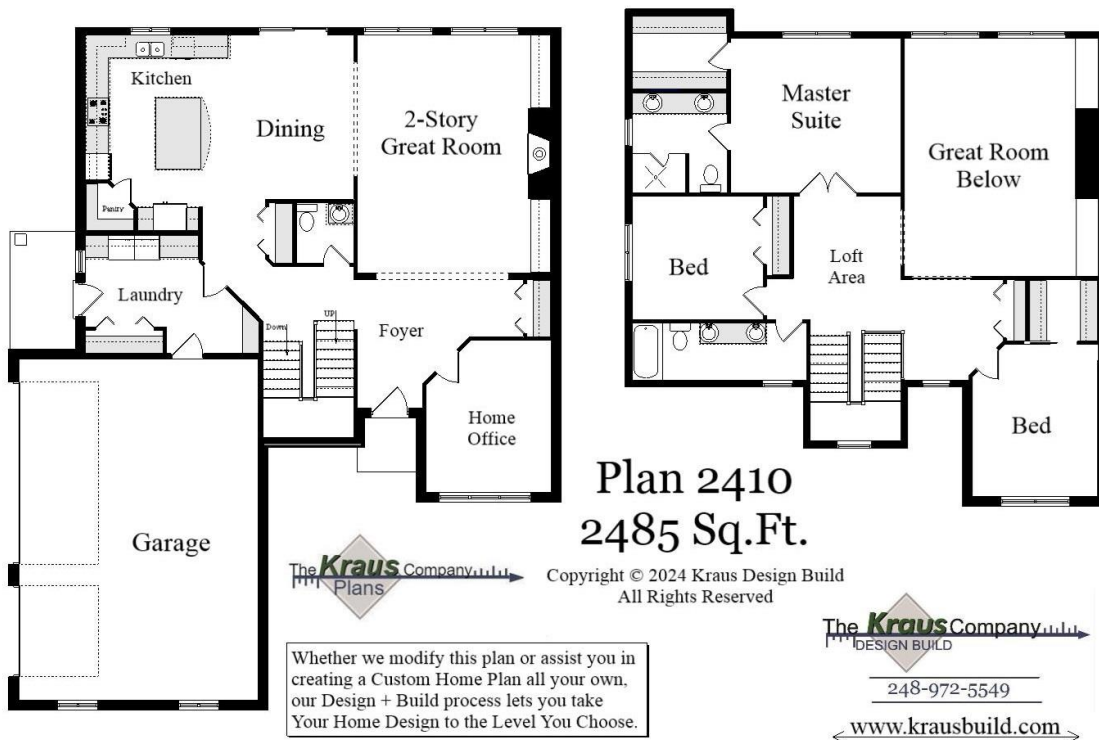 Kitchen
Dining
2-Story
Great Room
Pantry
Laundry
Down
UP
Foyer
Home
Office
Garage
Master
Suite
Great Room
Below
Bed
Loft
Area
Bed
Plan 2410
2485 Sq.Ft.
Copyright © 2024 Kraus Design Build
All Rights Reserved
The Kraus Company
Plans
Whether we modify this plan or assist you in
creating a Custom Home Plan all your own,
our Design + Build process lets you take
Your Home Design to the Level You Choose.
The Kraus Company
DESIGN BUILD
248-972-5549
www.krausbuild.com